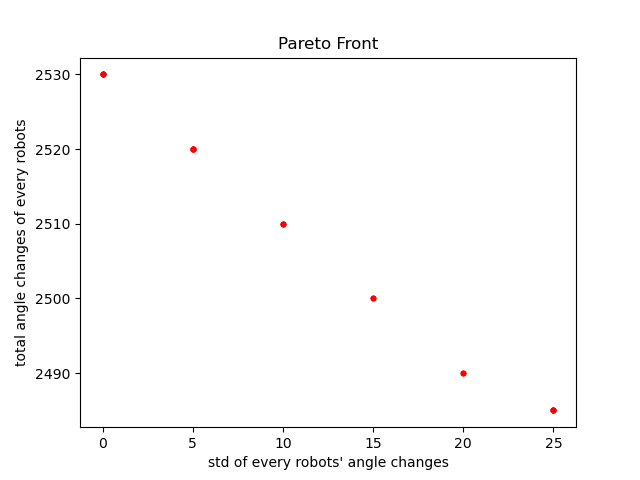 Pareto Front
total angle changes of every robots
2530
2520
2510
2500
2490
0 5 10 15 20 25
std of every robots' angle changes